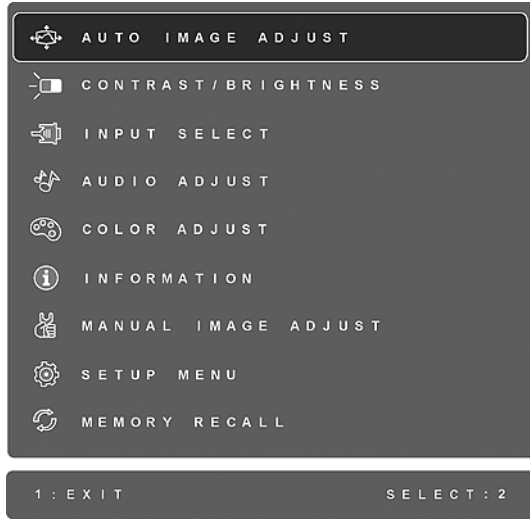 AUTO IMAGE ADJUST
CONTRAST/BRIGHTNESS
INPUT SELECT
AUDIO ADJUST
COLOR ADJUST
INFORMATION
MANUAL IMAGE ADJUST
SETUP MENU
MEMORY RECALL
1:EXIT SELECT:2